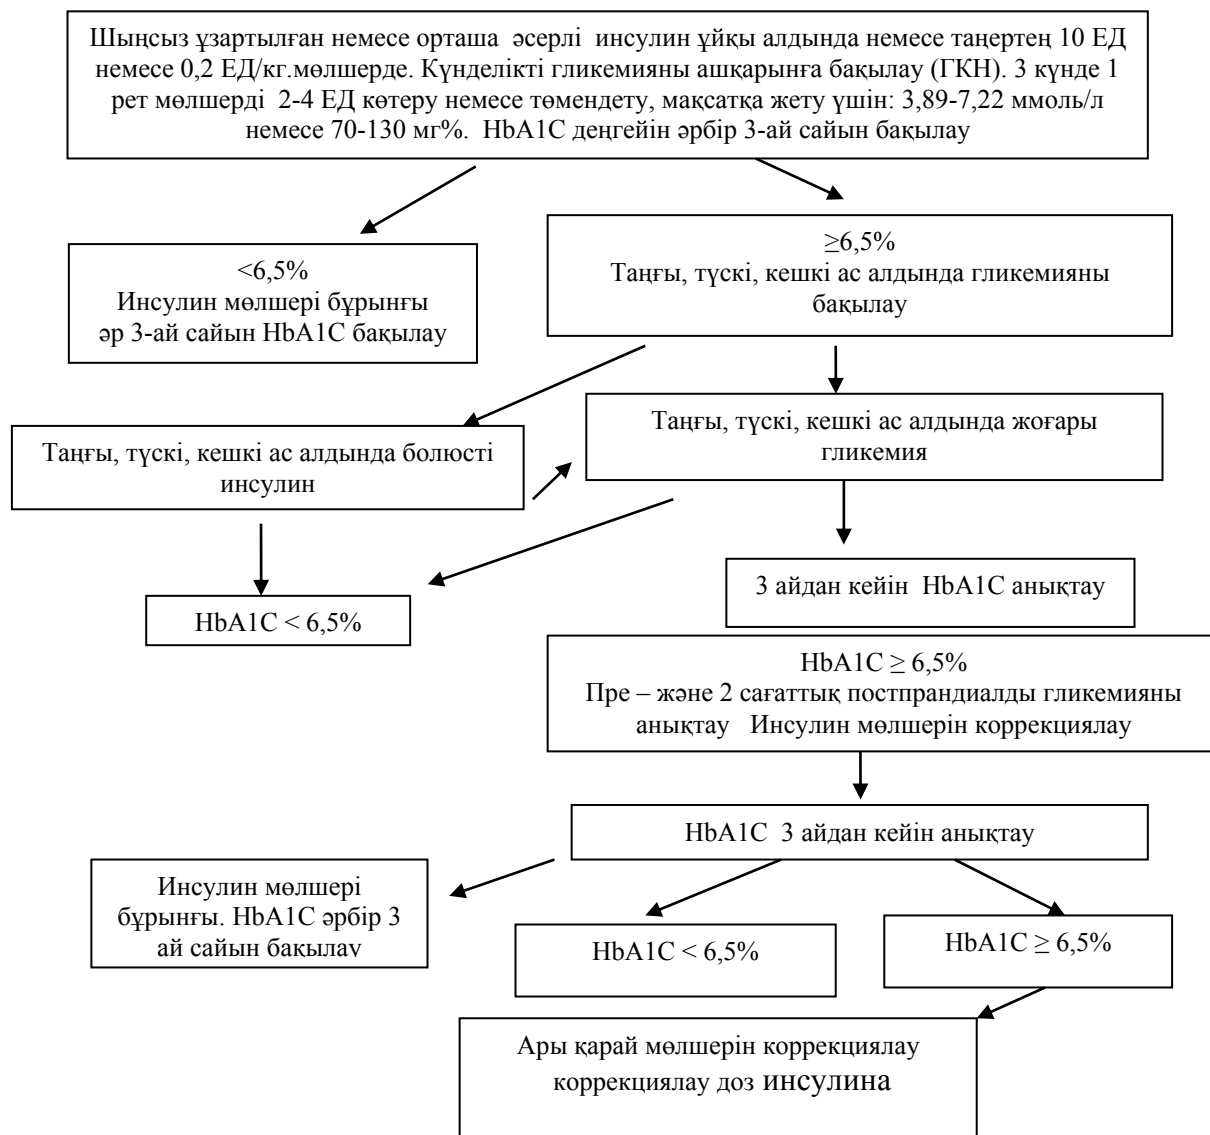 Шыңсыз ұзартылған немесе орташа әсерлі инсулин ұйқы алдында немесе таңертең 10 ЕД
немесе 0,2 ЕД/кг.мөлшерде. Күнделікті гликемияны ашқарынға бақылау (ГКН). 3 күнде 1
рет мөлшерді 2-4 ЕД көтеру немесе төмендету, мақсатқа жету үшін: 3,89-7,22 ммоль/л
немесе 70-130 мг%. HbA1C деңгейін әрбір 3-ай сайын бақылау
<6,5%
Инсулин мөлшері бұрынғы
әр 3-ай сайын HbA1C бақылау
≥6,5%
Таңғы, түскі, кешкі ас алдында гликемияны
бақылау
Таңғы, түскі, кешкі ас алдында болюсті
инсулин
Таңғы, түскі, кешкі ас алдында жоғары
гликемия
HbA1C < 6,5%
3 айдан кейін HbA1C анықтау
HbA1C ≥ 6,5%
Пре – және 2 сағаттық постпрандиалды гликемияны
анықтау Инсулин мөлшерін коррекциялау
HbA1C 3 айдан кейін анықтау
Инсулин мөлшері
бұрынғы. HbA1C әрбір 3
ай сайын бақылау
HbA1C < 6,5%
HbA1C ≥ 6,5%
Ары қарай мөлшерін коррекциялау
коррекциялау доз инсулина